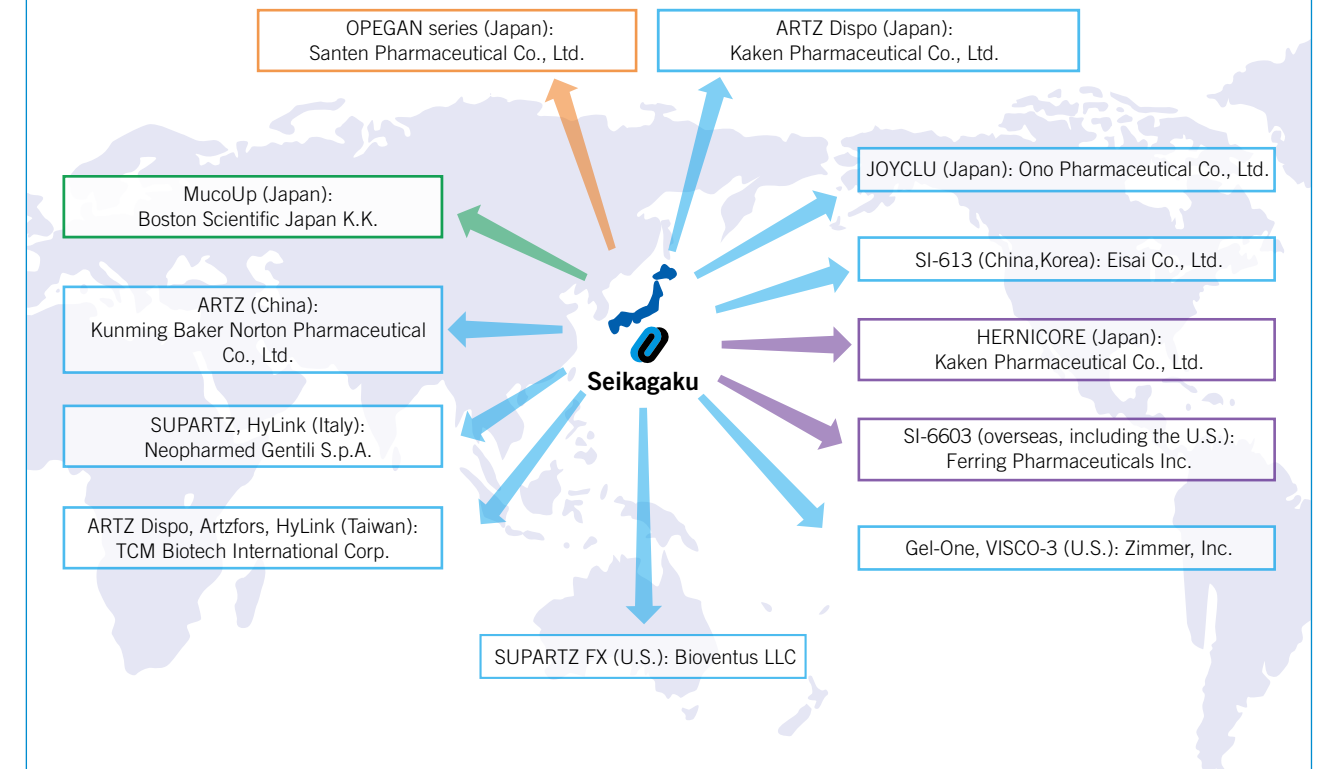 OPEGAN series (Japan):
Santen Pharmaceutical Co., Ltd.
ARTZ Dispo (Japan):
Kaken Pharmaceutical Co., Ltd.
MucoUp (Japan):
Boston Scientific Japan K.K.
JOYCLU (Japan): Ono Pharmaceutical Co., Ltd.
SI-613 (China,Korea): Eisai Co., Ltd.
ARTZ (China):
Kunming Baker Norton Pharmaceutical
Co., Ltd.
HERNICORE (Japan):
Kaken Pharmaceutical Co., Ltd.
Seikagaku
SUPARTZ, HyLink (Italy):
Neopharmed Gentili S.p.A.
SI-6603 (overseas, including the U.S.):
Ferring Pharmaceuticals Inc.
ARTZ Dispo, Artzfors, HyLink (Taiwan):
TCM Biotech International Corp.
Gel-One, VISCO-3 (U.S.): Zimmer, Inc.
SUPARTZ FX (U.S.): Bioventus LLC